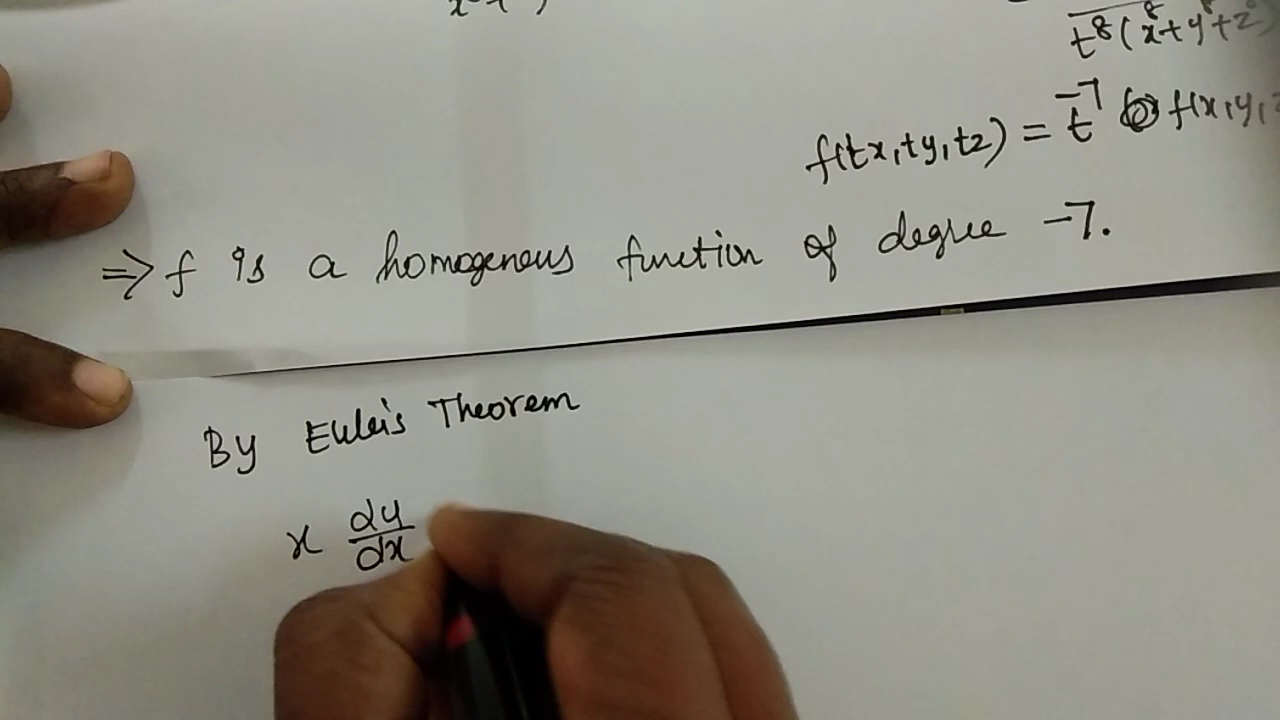 t⁸(x⁸+y⁸+z⁸)
f(tx,ty,tz) = t⁻⁷ f(x,y,z
⇒ f is a homogenous function of degree -7.
By Euler's Theorem
x ∂u/∂x